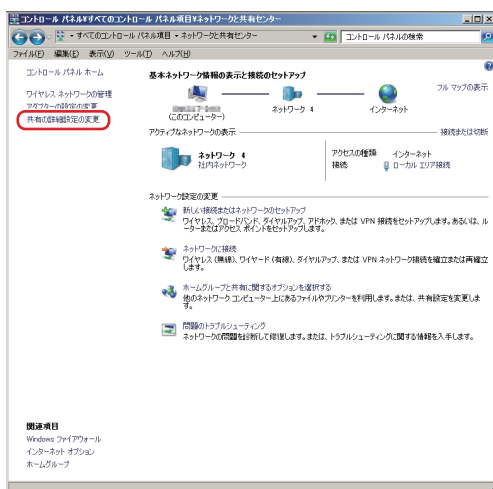 コントロール パネル¥すべてのコントロール パネル項目¥ネットワークと共有センター
すべてのコントロール パネル項目 ネットワークと共有センター
コントロール パネルの検索
ファイル(F) 編集(E) 表示(V) ツール(T) ヘルプ(H)
コントロール パネル ホーム
ワイヤレス ネットワークの管理
アダプターの設定の変更
共有の詳細設定の変更
基本ネットワーク情報の表示と接続のセットアップ
フル マップの表示
(このコンピューター)
ネットワーク 4
インターネット
アクティブなネットワークの表示
接続または切断
ネットワーク 4
社内ネットワーク
アクセスの種類 インターネット
接続 ローカル エリア接続
ネットワーク設定の変更
新しい接続またはネットワークのセットアップ
ワイヤレス、ブロードバンド、ダイヤルアップ、アドホック、または VPN 接続をセットアップします。あるいは、ル
ーターまたはアクセス ポイントをセットアップします。
ネットワークに接続
ワイヤレス (無線)、ワイヤード (有線)、ダイヤルアップ、または VPN ネットワーク接続を確立または再確立
します。
ホームグループと共有に関するオプションを選択する
他のネットワーク コンピューター上にあるファイルやプリンターを利用します。または、共有設定を変更しま
す。
問題のトラブルシューティング
ネットワークの問題を診断して修復します。または、トラブルシューティングに関する情報を入手します。
関連項目
Windows ファイアウォール
インターネット オプション
ホームグループ